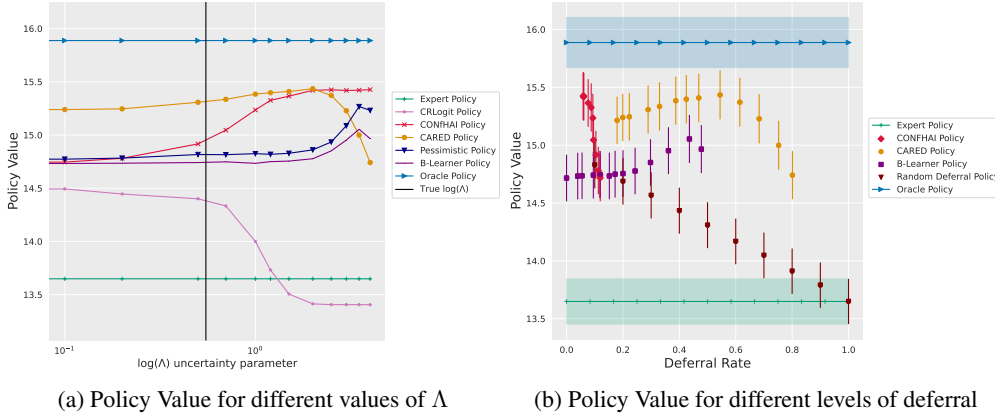 16.0
15.5
15.0
14.5
14.0
13.5
Policy Value
10⁻¹
10⁰
log(Λ) uncertainty parameter
Expert Policy
CRLogit Policy
CONFHAI Policy
CARED Policy
Pessimistic Policy
B-Learner Policy
Oracle Policy
True log(Λ)
(a) Policy Value for different values of Λ
16.0
15.5
15.0
14.5
14.0
13.5
Policy Value
0.0 0.2 0.4 0.6 0.8 1.0
Deferral Rate
Expert Policy
CONFHAI Policy
CARED Policy
B-Learner Policy
Random Deferral Policy
Oracle Policy
(b) Policy Value for different levels of deferral